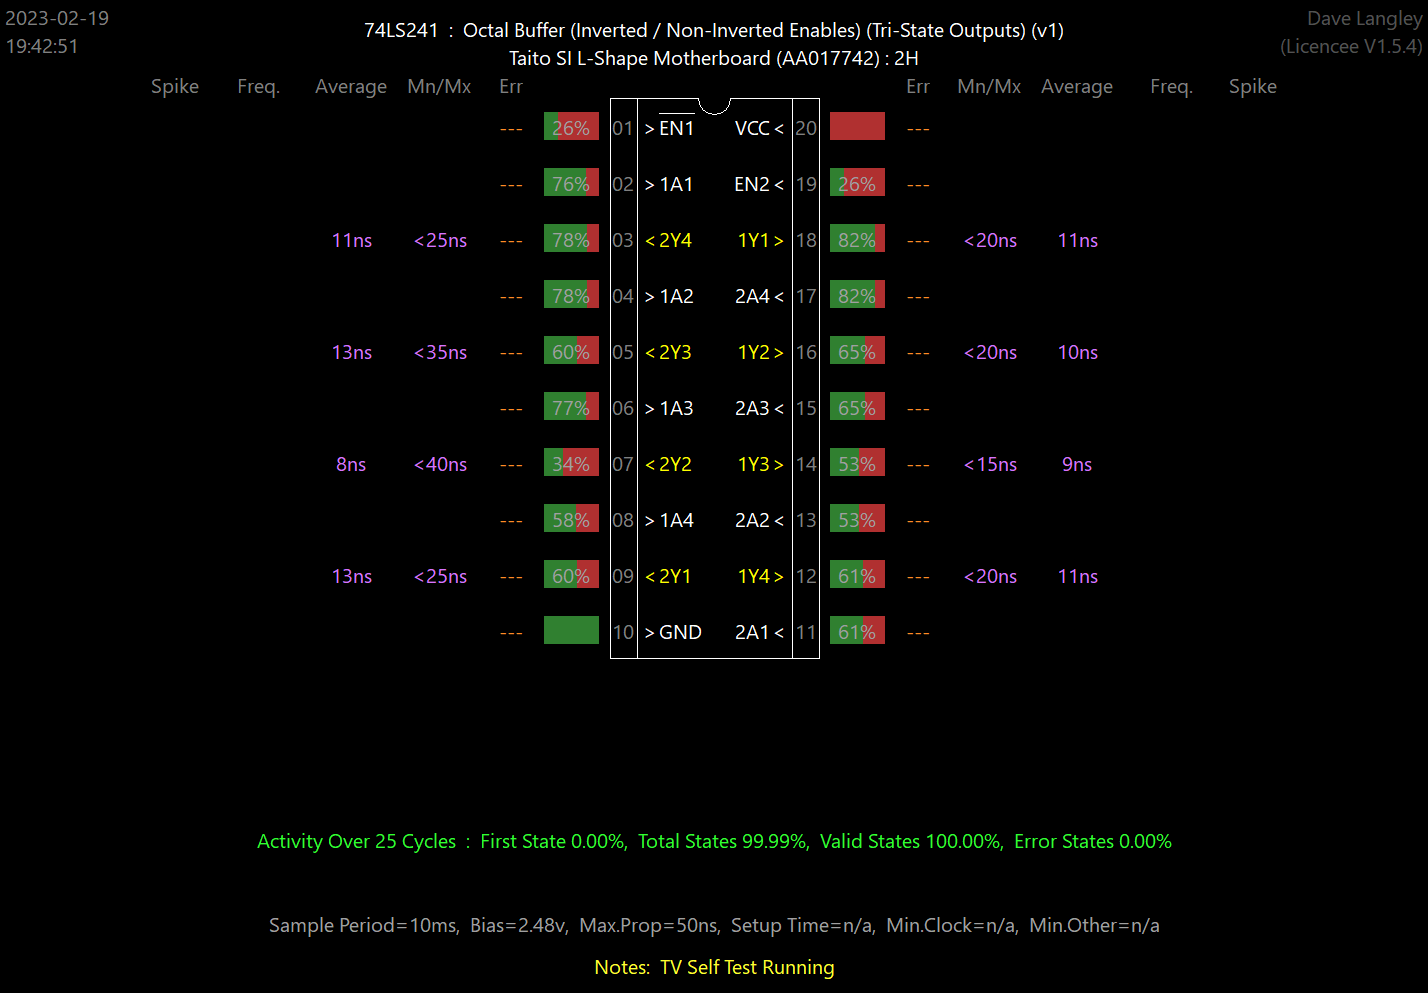 2023-02-19
19:42:51
74LS241 : Octal Buffer (Inverted / Non-Inverted Enables) (Tri-State Outputs) (v1)
Taito SI L-Shape Motherboard (AA017742) : 2H
Dave Langley
(Licencee V1.5.4)
Spike Freq. Average Mn/Mx Err Err Mn/Mx Average Freq. Spike
--- 26% 01 > EN1 VCC < 20 ---
--- 76% 02 > 1A1 EN2 < 19 26% ---
11ns <25ns --- 78% 03 < 2Y4 1Y1 > 18 82% --- <20ns 11ns
--- 78% 04 > 1A2 2A4 < 17 82% ---
13ns <35ns --- 60% 05 < 2Y3 1Y2 > 16 65% --- <20ns 10ns
--- 77% 06 > 1A3 2A3 < 15 65% ---
8ns <40ns --- 34% 07 < 2Y2 1Y3 > 14 53% --- <15ns 9ns
--- 58% 08 > 1A4 2A2 < 13 53% ---
13ns <25ns --- 60% 09 < 2Y1 1Y4 > 12 61% --- <20ns 11ns
--- 10 > GND 2A1 < 11 61% ---
Activity Over 25 Cycles : First State 0.00%, Total States 99.99%, Valid States 100.00%, Error States 0.00%
Sample Period=10ms, Bias=2.48v, Max.Prop=50ns, Setup Time=n/a, Min.Clock=n/a, Min.Other=n/a
Notes: TV Self Test Running